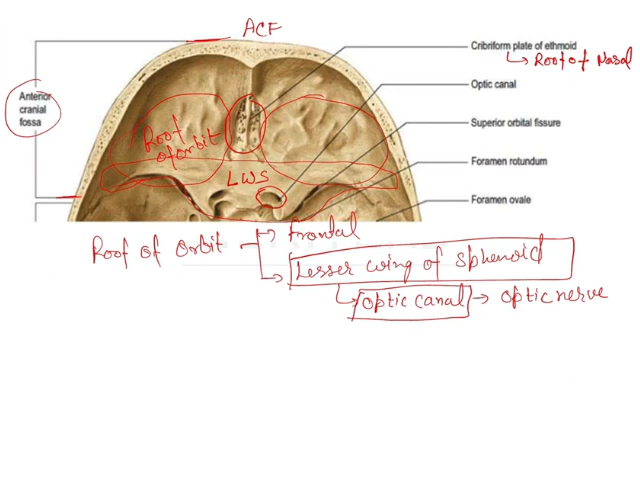 ACF
Cribriform plate of ethmoid
Roof of Nasal
Anterior
cranial
fossa
Optic canal
Roof
of orbit
Superior orbital fissure
LWS
Foramen rotundum
Foramen ovale
Roof of Orbit → Frontal
→ Lesser wing of Sphenoid
optic canal → optic nerve